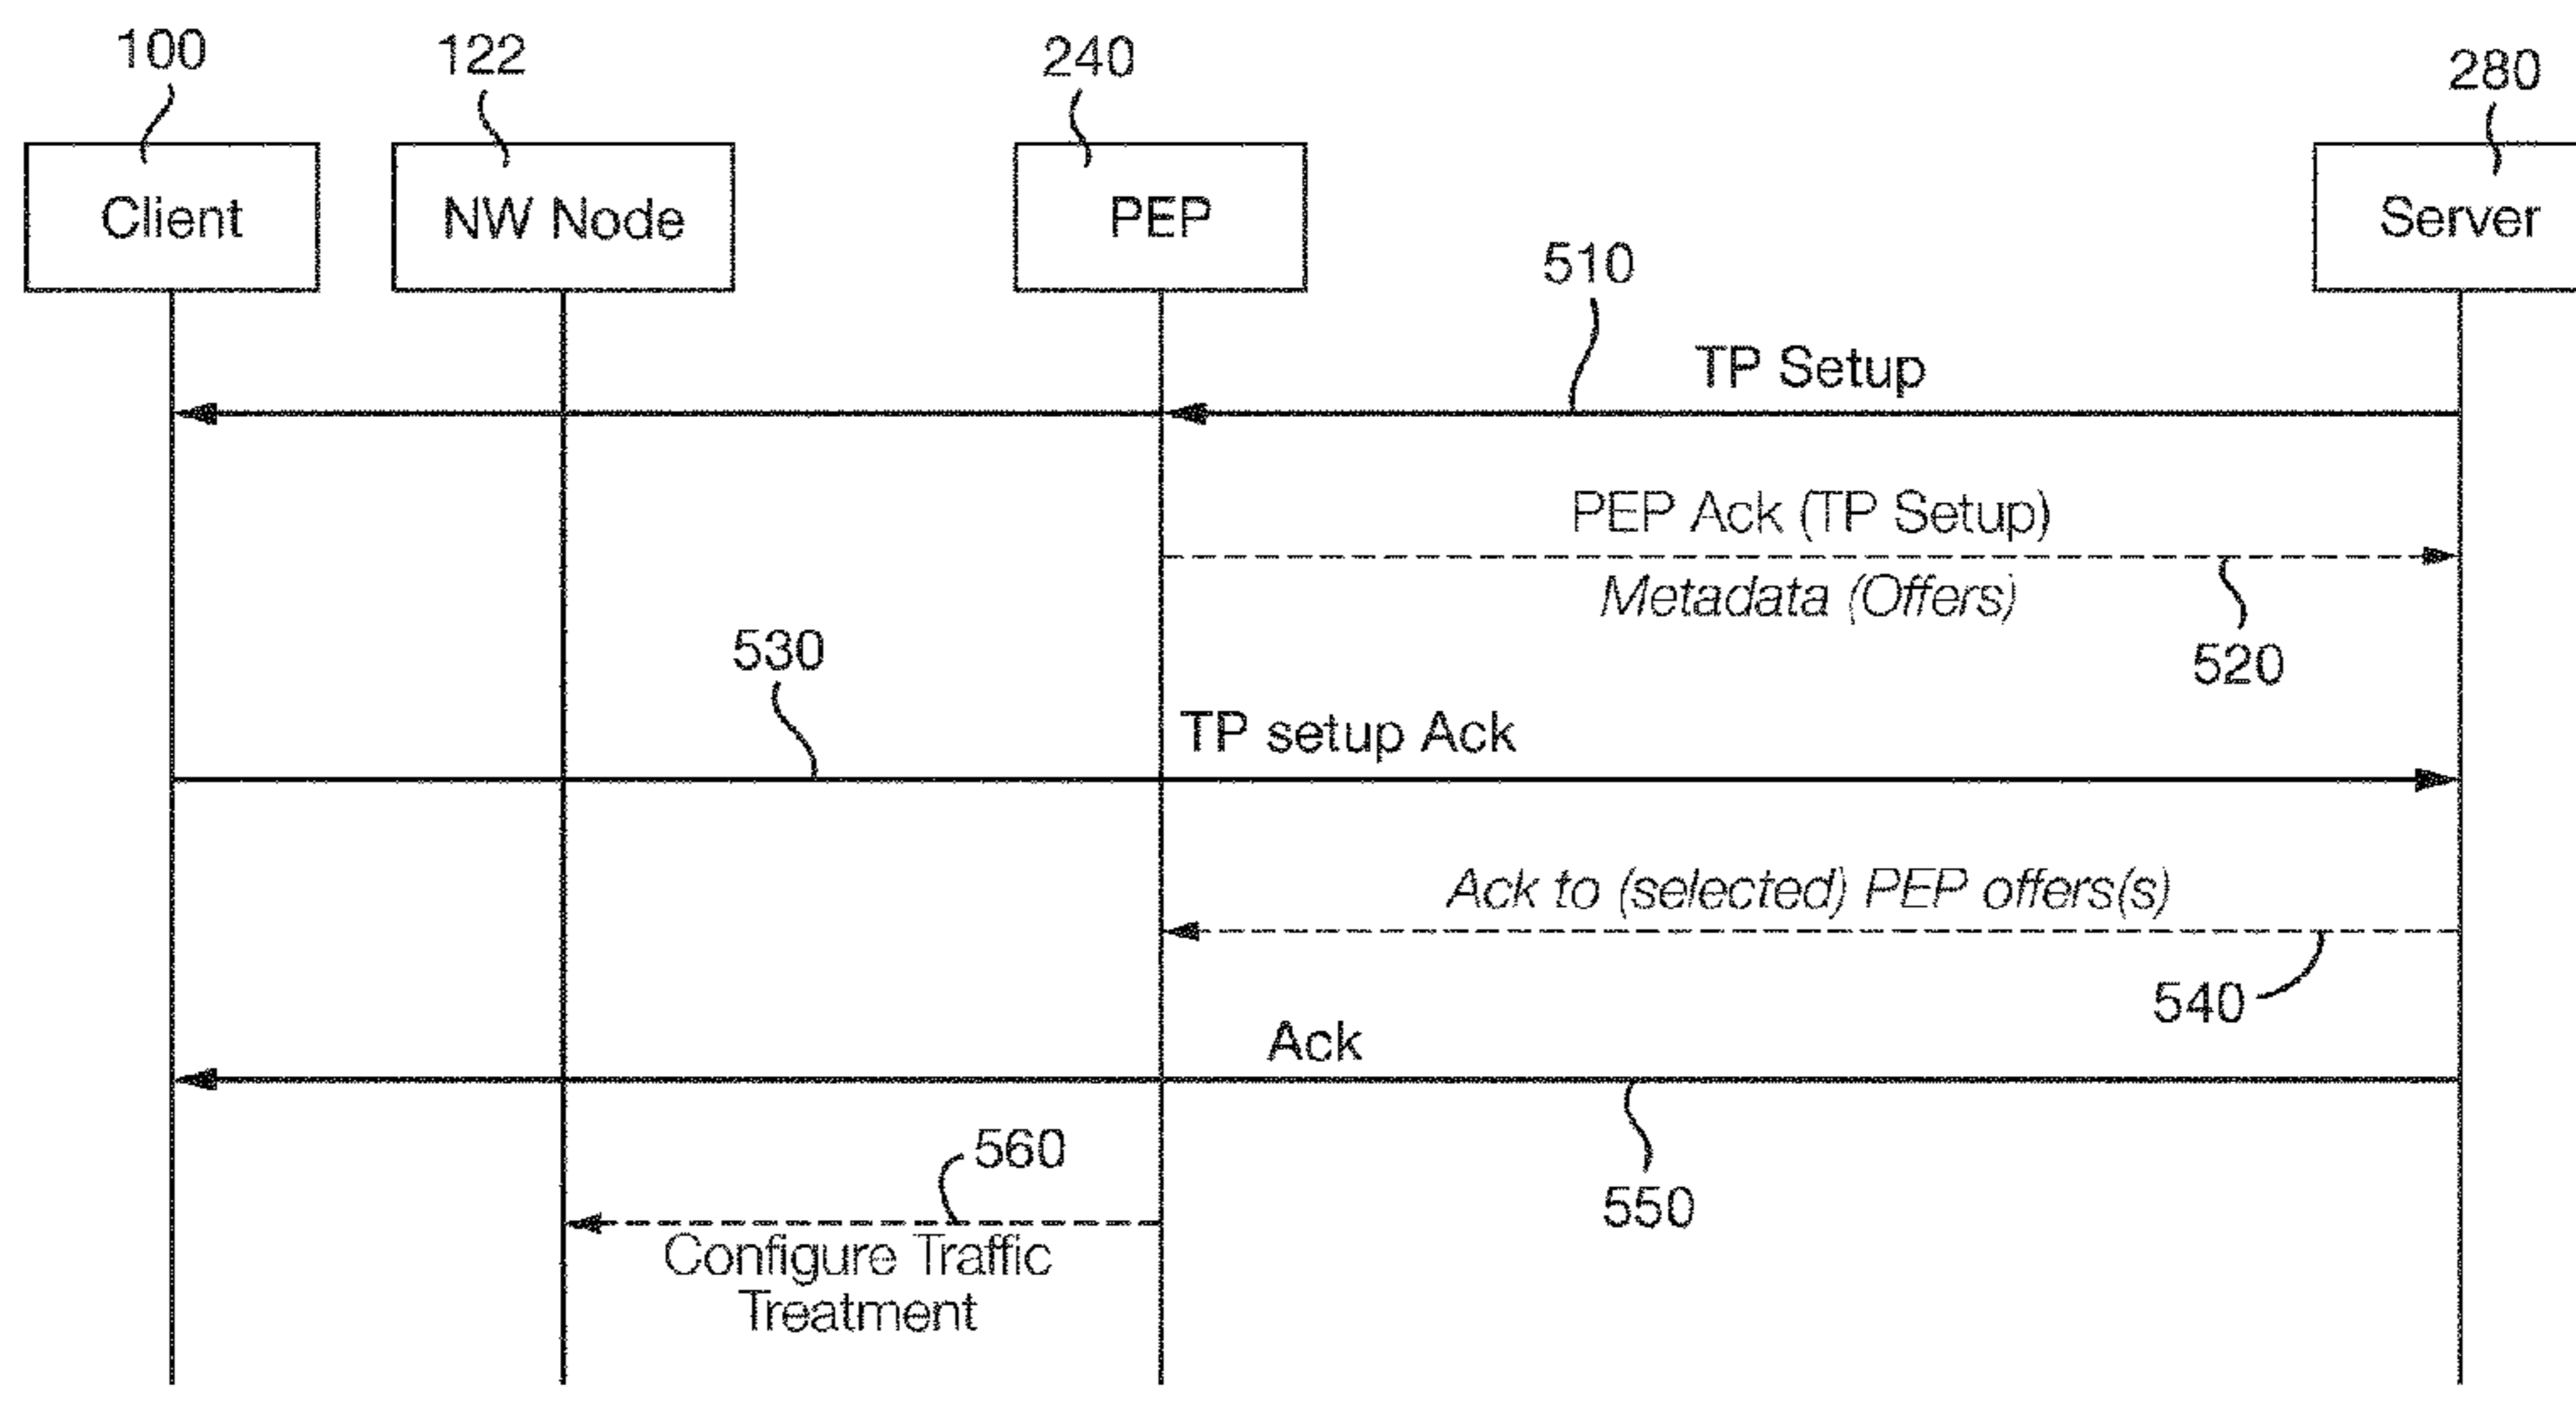 100
122
240
280
Client
NW Node
PEP
Server
510
TP Setup
PEP Ack (TP Setup)
Metadata (Offers)
520
530
TP setup Ack
Ack to (selected) PEP offers(s)
540
Ack
550
560
Configure Traffic
Treatment